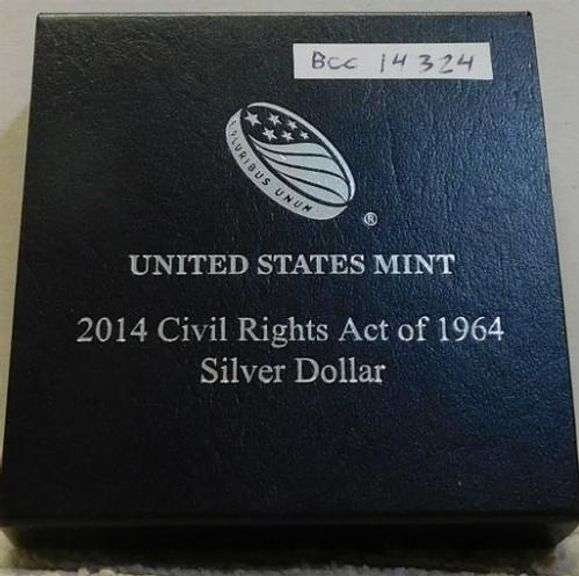 BCC 14324
E PLURIBUS UNUM
®
UNITED STATES MINT
2014 Civil Rights Act of 1964
Silver Dollar